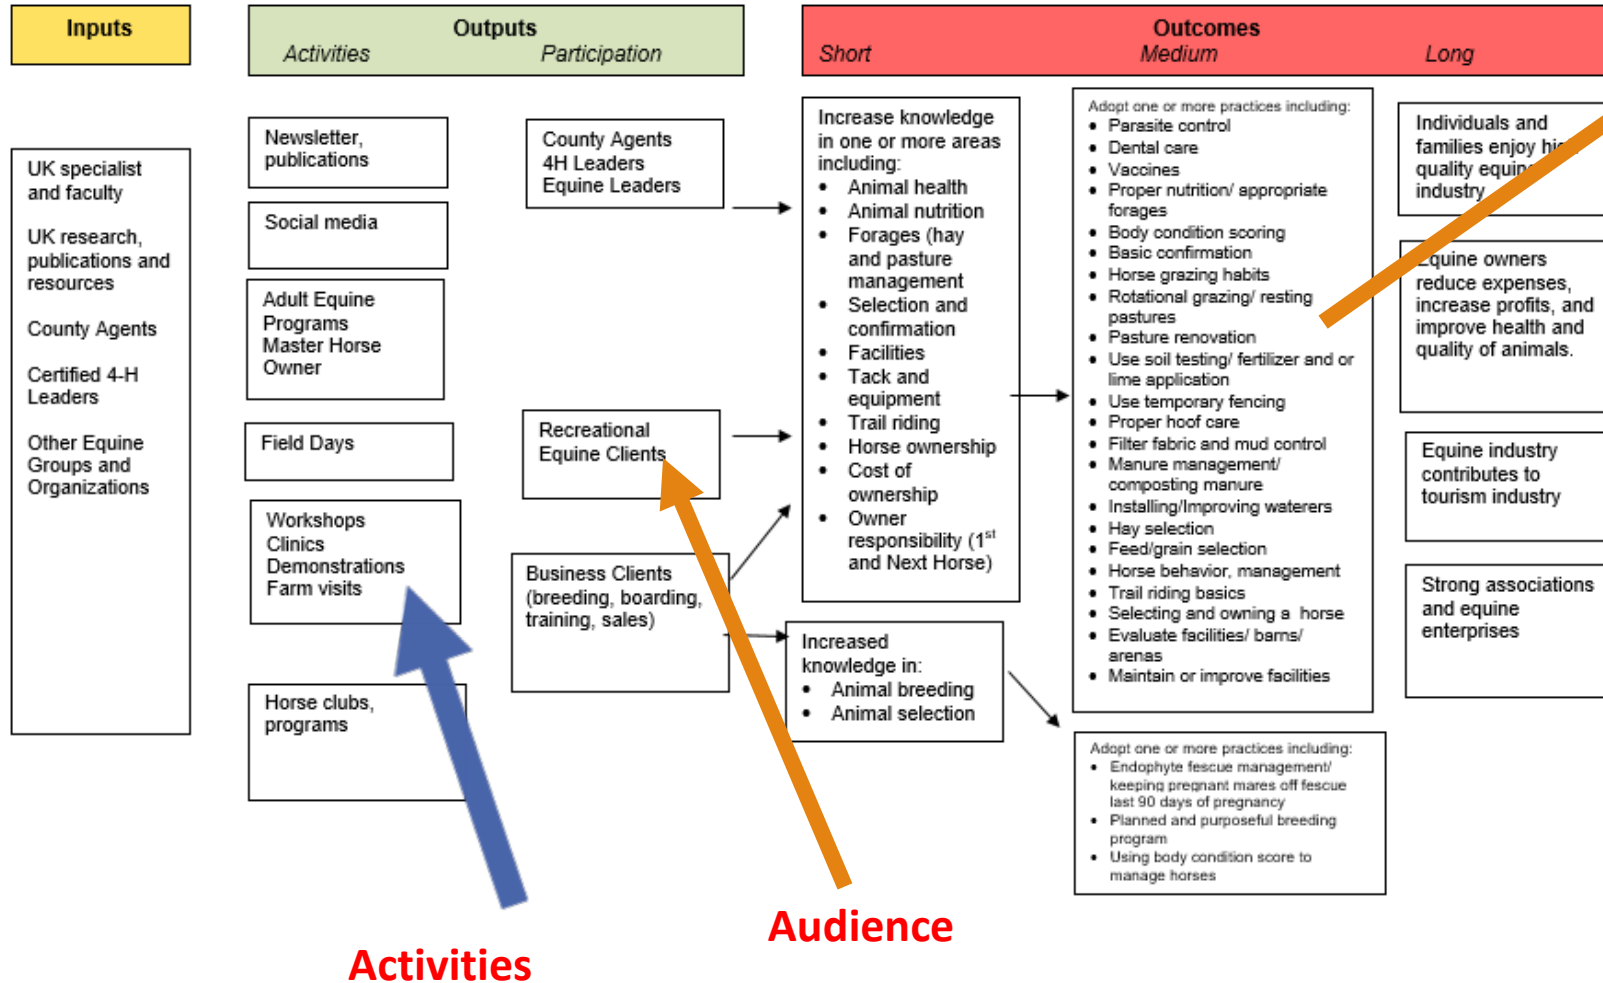 Inputs
Outputs
Activities
Participation
Outcomes
Short
Medium
Long
UK specialist
and faculty
UK research,
publications and
resources
County Agents
Certified 4-H
Leaders
Other Equine
Groups and
Organizations
Newsletter,
publications
Social media
Adult Equine
Programs
Master Horse
Owner
Field Days
Workshops
Clinics
Demonstrations
Farm visits
Horse clubs,
programs
County Agents
4H Leaders
Equine Leaders
Recreational
Equine Clients
Business Clients
(breeding, boarding,
training, sales)
Increase knowledge
in one or more areas
including:
• Animal health
• Animal nutrition
• Forages (hay
and pasture
management
• Selection and
confirmation
• Facilities
• Tack and
equipment
• Trail riding
• Horse ownership
• Cost of
ownership
• Owner
responsibility (1st
and Next Horse)
Increased
knowledge in:
• Animal breeding
• Animal selection
Adopt one or more practices including:
• Parasite control
• Dental care
• Vaccines
• Proper nutrition/ appropriate
forages
• Body condition scoring
• Basic confirmation
• Horse grazing habits
• Rotational grazing/ resting
pastures
• Pasture renovation
• Use soil testing/ fertilizer and or
lime application
• Use temporary fencing
• Proper hoof care
• Filter fabric and mud control
• Manure management/
composting manure
• Installing/Improving waterers
• Hay selection
• Feed/grain selection
• Horse behavior, management
• Trail riding basics
• Selecting and owning a horse
• Evaluate facilities/ barns/
arenas
• Maintain or improve facilities
Adopt one or more practices including:
• Endophyte fescue management/
keeping pregnant mares off fescue
last 90 days of pregnancy
• Planned and purposeful breeding
program
• Using body condition score to
manage horses
Individuals and
families enjoy
quality equine
industry
Equine owners
reduce expenses,
increase profits, and
improve health and
quality of animals.
Equine industry
contributes to
tourism industry
Strong associations
and equine
enterprises
Activities
Audience